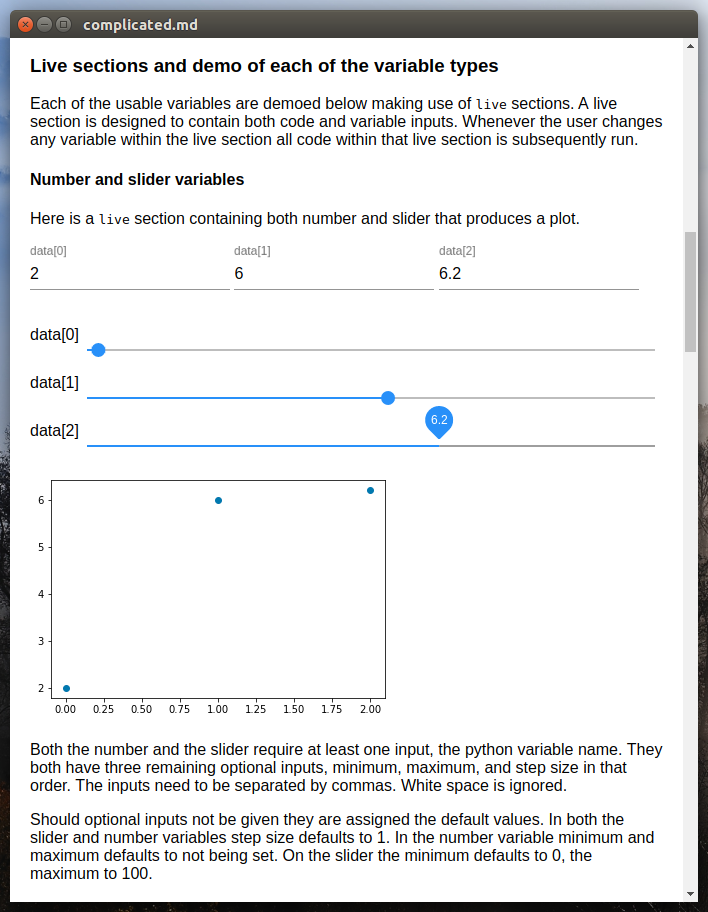 complicated.md
Live sections and demo of each of the variable types
Each of the usable variables are demoed below making use of live sections. A live
section is designed to contain both code and variable inputs. Whenever the user changes
any variable within the live section all code within that live section is subsequently run.
Number and slider variables
Here is a live section containing both number and slider that produces a plot.
data[0] data[1] data[2]
2 6 6.2
data[0]
data[1]
data[2] 6.2
6
5
4
3
2
0.00 0.25 0.50 0.75 1.00 1.25 1.50 1.75 2.00
Both the number and the slider require at least one input, the python variable name. They
both have three remaining optional inputs, minimum, maximum, and step size in that
order. The inputs need to be separated by commas. White space is ignored.
Should optional inputs not be given they are assigned the default values. In both the
slider and number variables step size defaults to 1. In the number variable minimum and
maximum defaults to not being set. On the slider the minimum defaults to 0, the
maximum to 100.